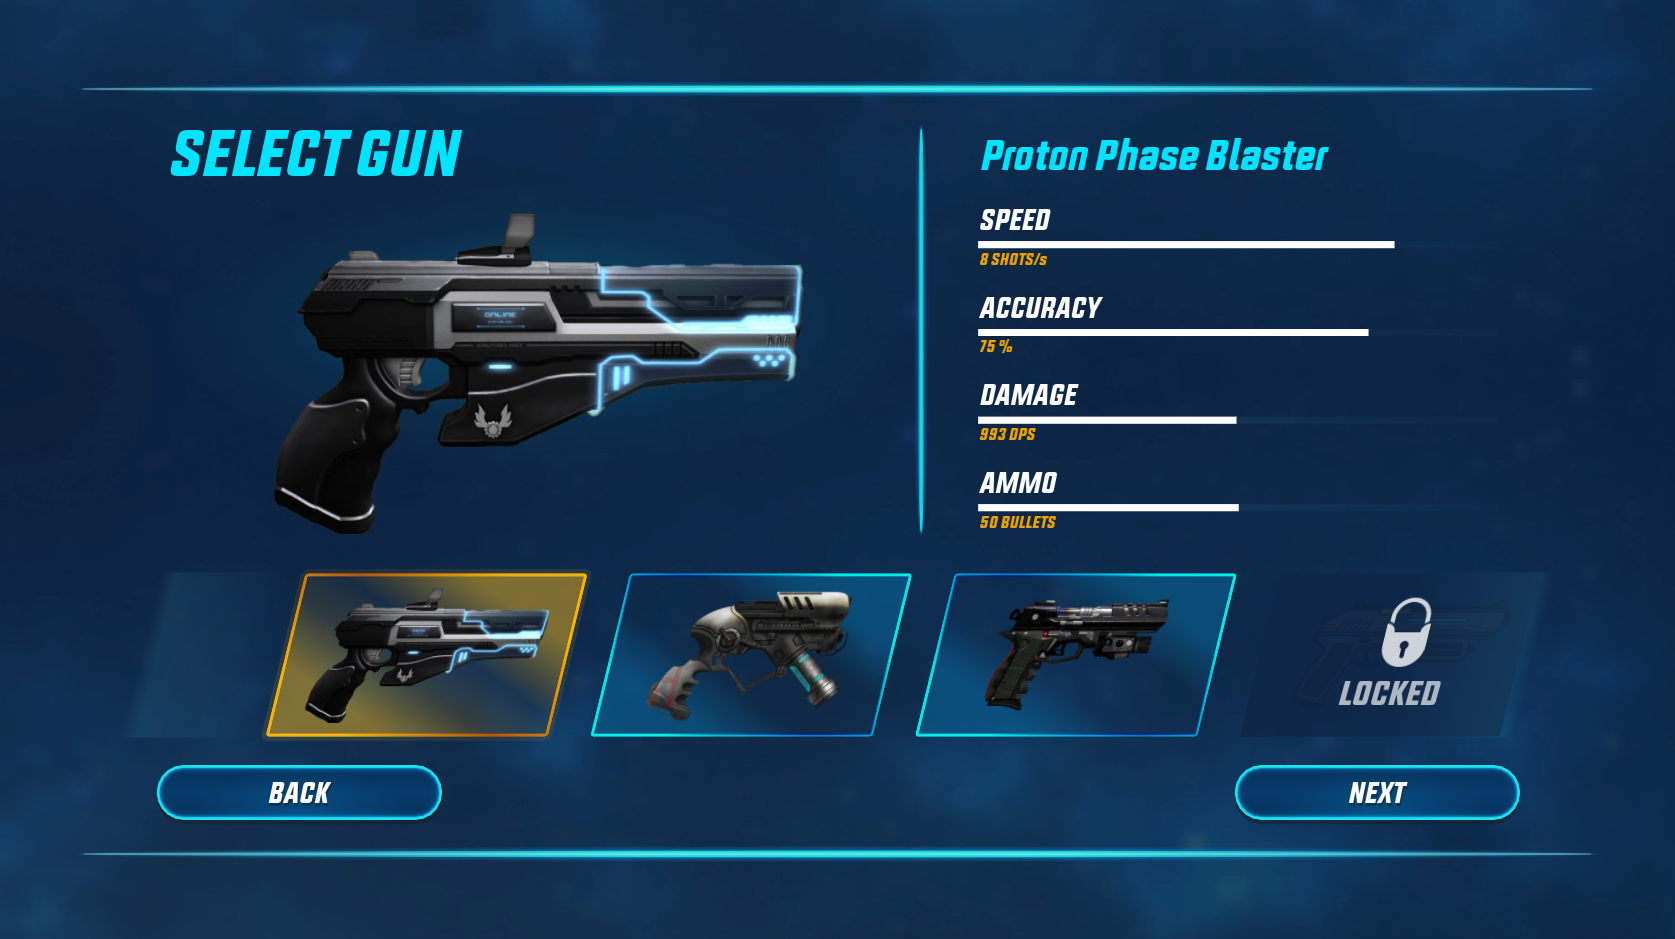 SELECT GUN
Proton Phase Blaster
SPEED
8 SHOTS/s
ACCURACY
75 %
DAMAGE
993 DPS
AMMO
50 BULLETS
ONLINE
LOCKED
BACK
NEXT